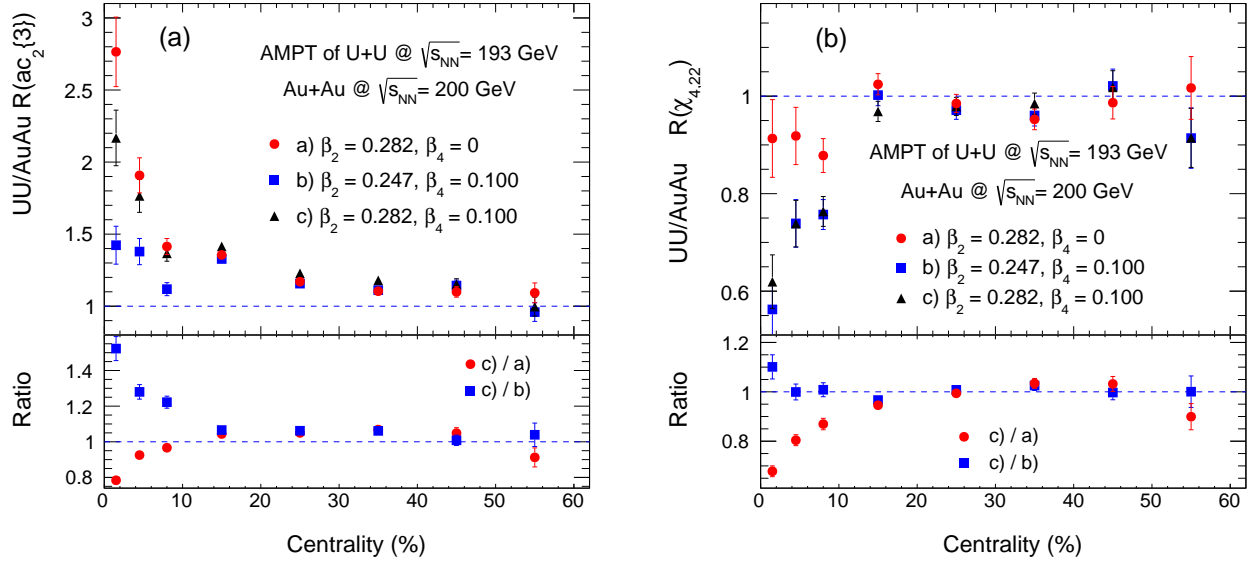 (a)
AMPT of U+U @ √s_NN = 193 GeV
Au+Au @ √s_NN = 200 GeV
a) β₂ = 0.282, β₄ = 0
b) β₂ = 0.247, β₄ = 0.100
c) β₂ = 0.282, β₄ = 0.100
UU/AuAu R(ac₂{3})
3
2.5
2
1.5
1
c) / a)
c) / b)
Ratio
1.4
1.2
1
0.8
0 10 20 30 40 50 60
Centrality (%)
(b)
AMPT of U+U @ √s_NN = 193 GeV
Au+Au @ √s_NN = 200 GeV
a) β₂ = 0.282, β₄ = 0
b) β₂ = 0.247, β₄ = 0.100
c) β₂ = 0.282, β₄ = 0.100
UU/AuAu R(χ₄.₂₂)
1
0.8
0.6
c) / a)
c) / b)
Ratio
1.2
1
0.8
0 10 20 30 40 50 60
Centrality (%)